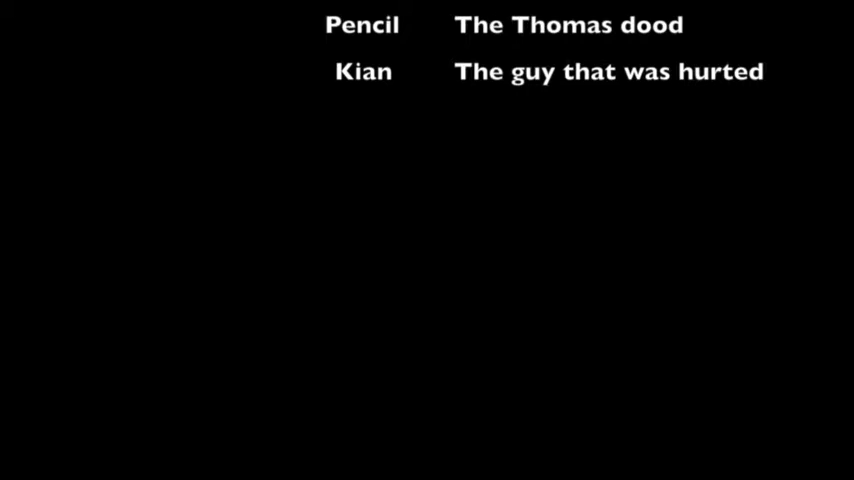 Pencil The Thomas dood
Kian The guy that was hurted